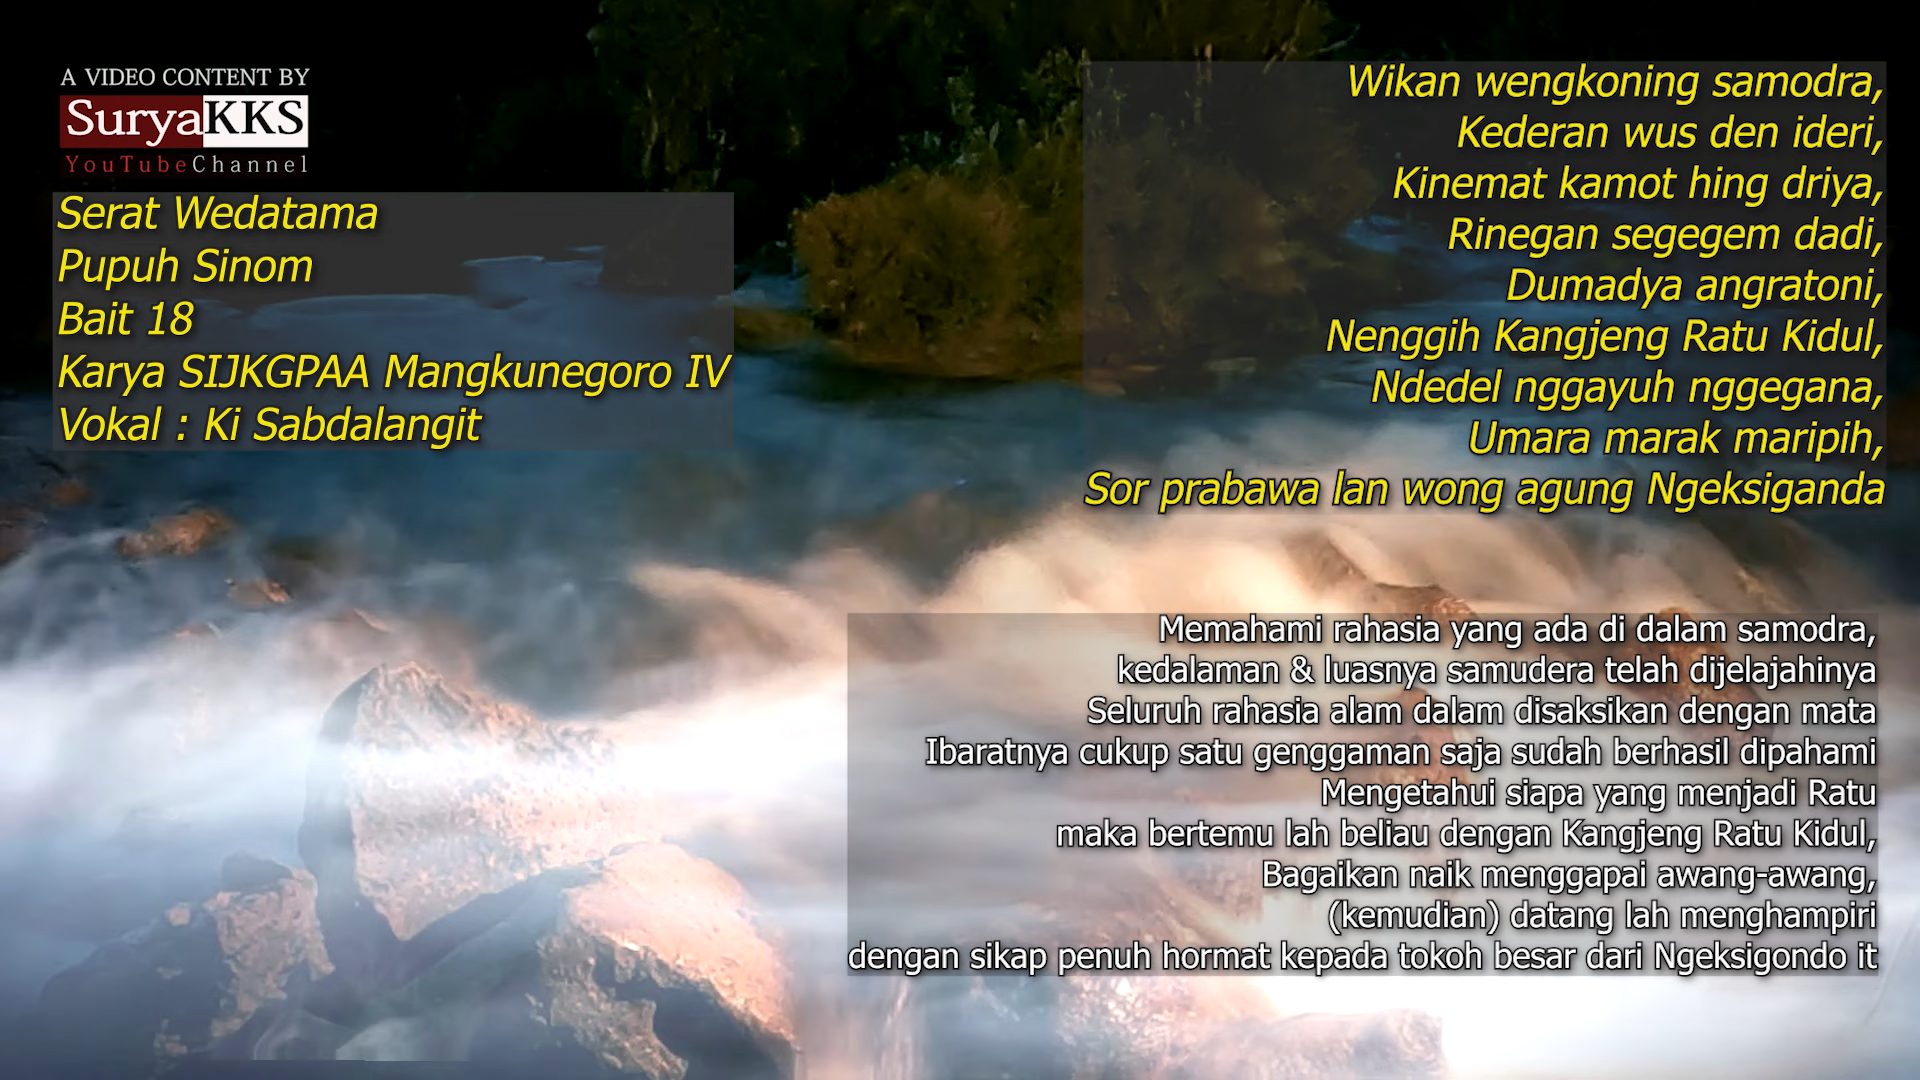 A VIDEO CONTENT BY
SuryaKKS
YouTubeChannel
Serat Wedatama
Pupuh Sinom
Bait 18
Karya SIJKGPAA Mangkunegoro IV
Vokal : Ki Sabdalangit
Wikan wengkoning samodra,
Kederan wus den ideri,
Kinemat kamot hing driya,
Rinegan segegem dadi,
Dumadya angratoni,
Nenggih Kangjeng Ratu Kidul,
Ndedel nggayuh nggegana,
Umara marak maripih,
Sor prabawa lan wong agung Ngeksiganda
Memahami rahasia yang ada di dalam samodra,
kedalaman & luasnya samudera telah dijelajahinya
Seluruh rahasia alam dalam disaksikan dengan mata
Ibaratnya cukup satu genggaman saja sudah berhasil dipahami
Mengetahui siapa yang menjadi Ratu
maka bertemu lah beliau dengan Kangjeng Ratu Kidul,
Bagaikan naik menggapai awang-awang,
(kemudian) datang lah menghampiri
dengan sikap penuh hormat kepada tokoh besar dari Ngeksigondo it